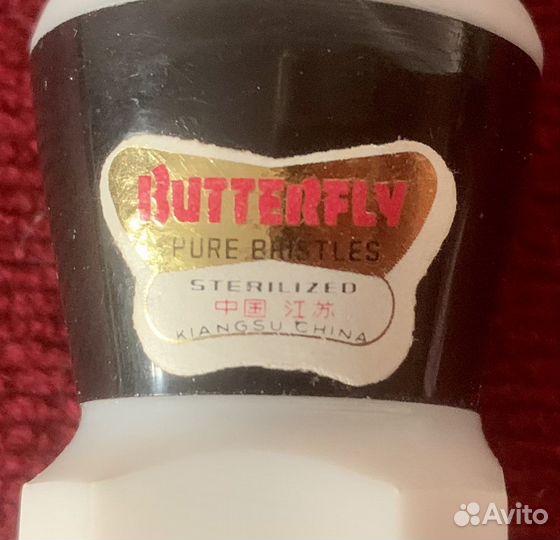 BUTTERFLY
PURE BRISTLES
STERILIZED
中国 江苏
KIANGSU CHINA
Avito